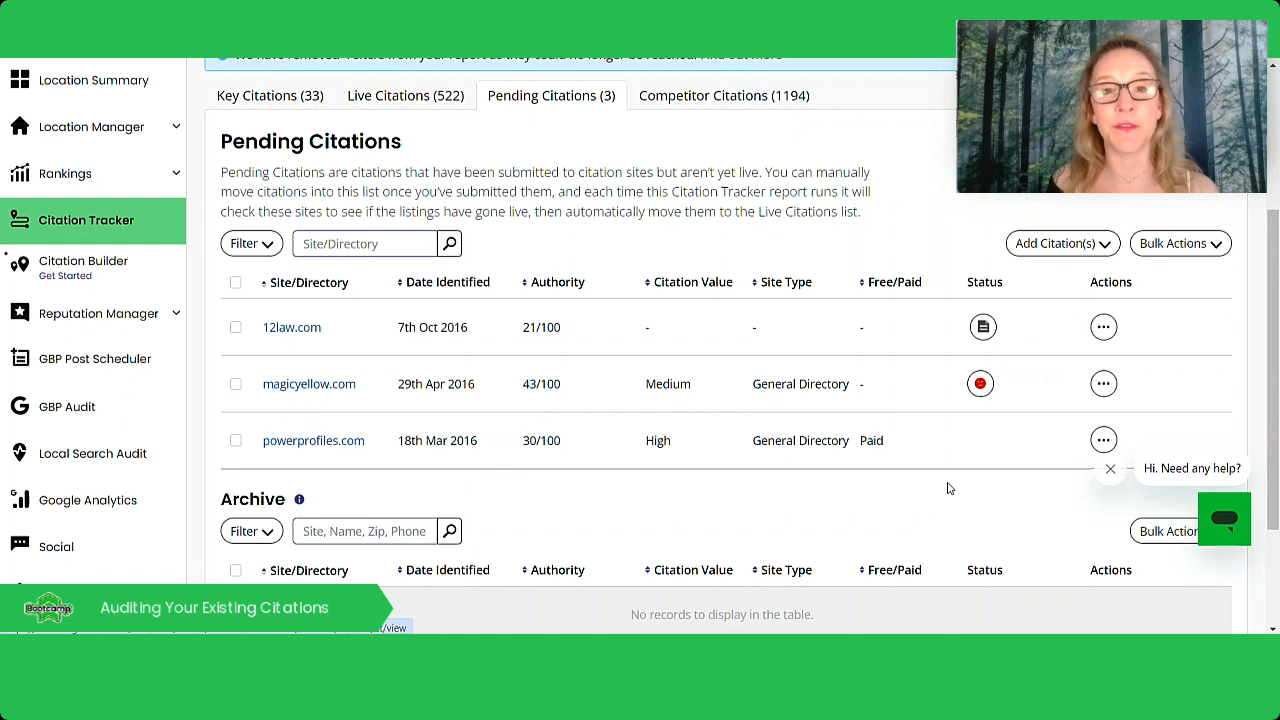 Location Summary
Location Manager
Rankings
Citation Tracker
Citation Builder
Get Started
Reputation Manager
GBP Post Scheduler
GBP Audit
Local Search Audit
Google Analytics
Social
Key Citations (33) Live Citations (522) Pending Citations (3) Competitor Citations (1194)
Pending Citations
Pending Citations are citations that have been submitted to citation sites but aren't yet live. You can manually
move citations into this list once you've submitted them, and each time this Citation Tracker report runs it will
check these sites to see if the listings have gone live, then automatically move them to the Live Citations list.
Filter Site/Directory Add Citation(s) Bulk Actions
Site/Directory Date Identified Authority Citation Value Site Type Free/Paid Status Actions
12law.com 7th Oct 2016 21/100 - - -
magicyellow.com 29th Apr 2016 43/100 Medium General Directory -
powerprofiles.com 18th Mar 2016 30/100 High General Directory Paid
Hi. Need any help?
Archive
Filter Site, Name, Zip, Phone Bulk Action
Site/Directory Date Identified Authority Citation Value Site Type Free/Paid Status Actions
No records to display in the table.
Bootcamp Auditing Your Existing Citations